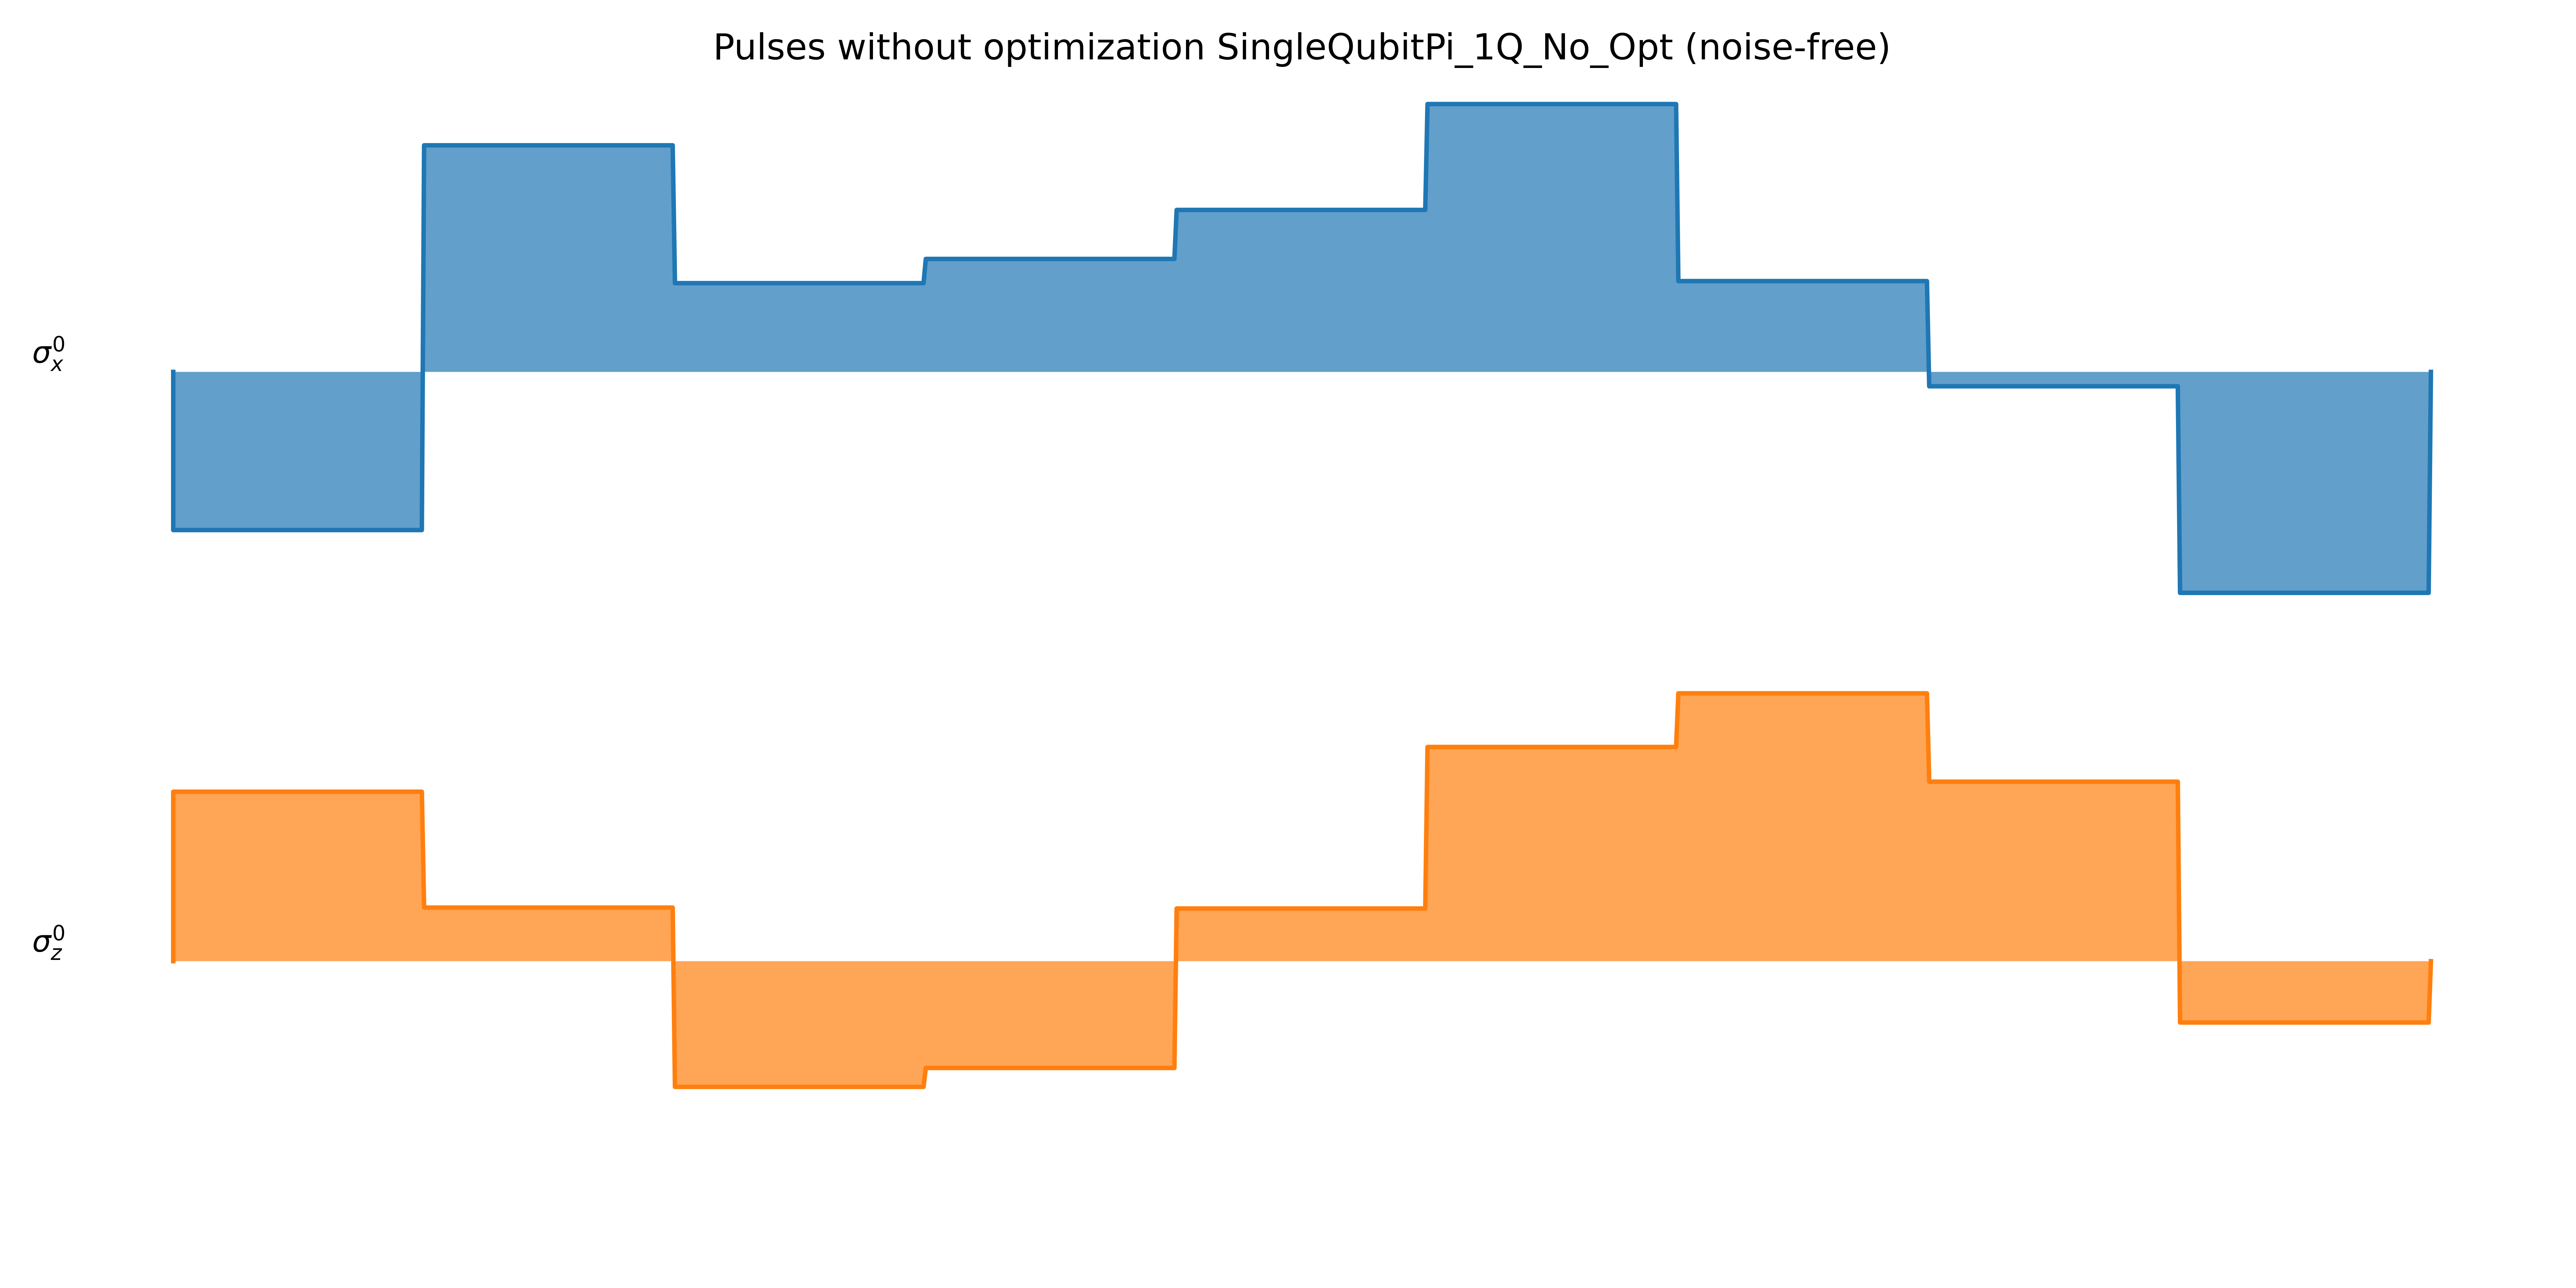 Pulses without optimization SingleQubitPi_1Q_No_Opt (noise-free)
σ_x^0
σ_z^0